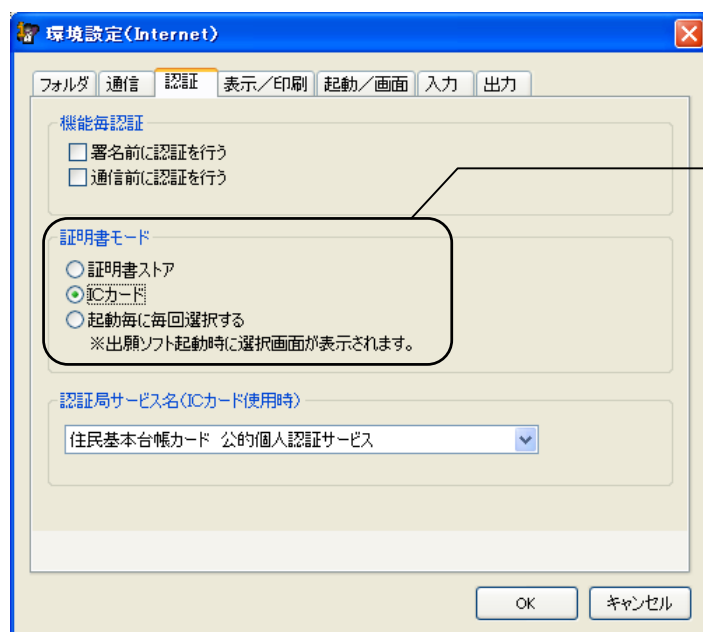 環境設定(Internet)
フォルダ 通信 認証 表示／印刷 起動／画面 入力 出力
機能毎認証
署名前に認証を行う
通信前に認証を行う
証明書モード
証明書ストア
ICカード
起動毎に毎回選択する
※出願ソフト起動時に選択画面が表示されます。
認証局サービス名(ICカード使用時)
住民基本台帳カード 公的個人認証サービス
OK キャンセル